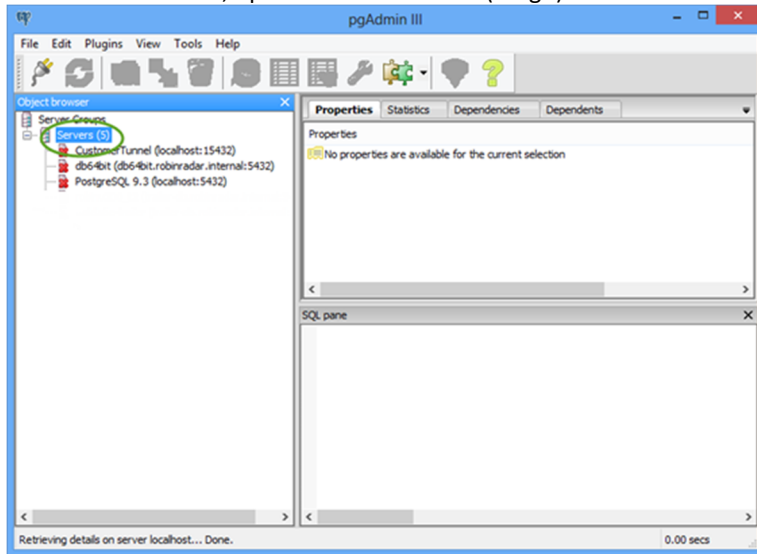 pgAdmin III
File Edit Plugins View Tools Help
Object browser
Server Groups
Servers (5)
CustomerTunnel (localhost:15432)
db64bit (db64bit.robinradar.internal:5432)
PostgreSQL 9.3 (localhost:5432)
Properties Statistics Dependencies Dependents
Properties
No properties are available for the current selection
SQL pane
Retrieving details on server localhost... Done.
0.00 secs